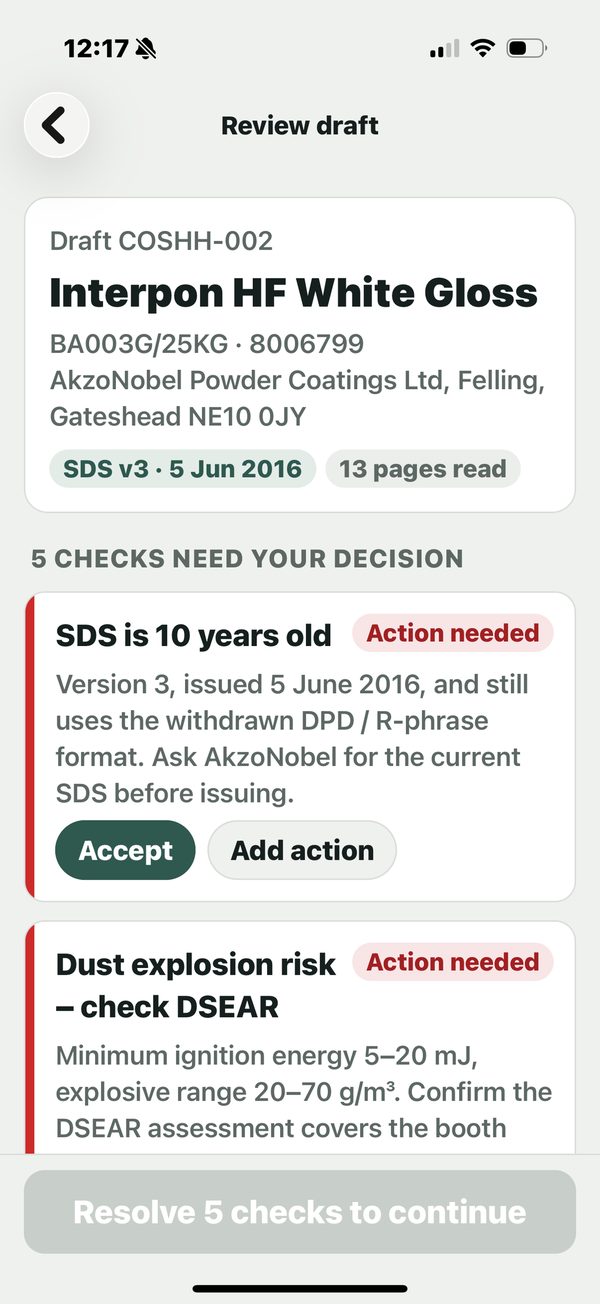 12:17
Review draft
Draft COSHH-002
Interpon HF White Gloss
BA003G/25KG · 8006799
AkzoNobel Powder Coatings Ltd, Felling,
Gateshead NE10 0JY
SDS v3 · 5 Jun 2016
13 pages read
5 CHECKS NEED YOUR DECISION
SDS is 10 years old
Action needed
Version 3, issued 5 June 2016, and still
uses the withdrawn DPD / R-phrase
format. Ask AkzoNobel for the current
SDS before issuing.
Accept
Add action
Dust explosion risk
– check DSEAR
Action needed
Minimum ignition energy 5–20 mJ,
explosive range 20–70 g/m³. Confirm the
DSEAR assessment covers the booth
Resolve 5 checks to continue